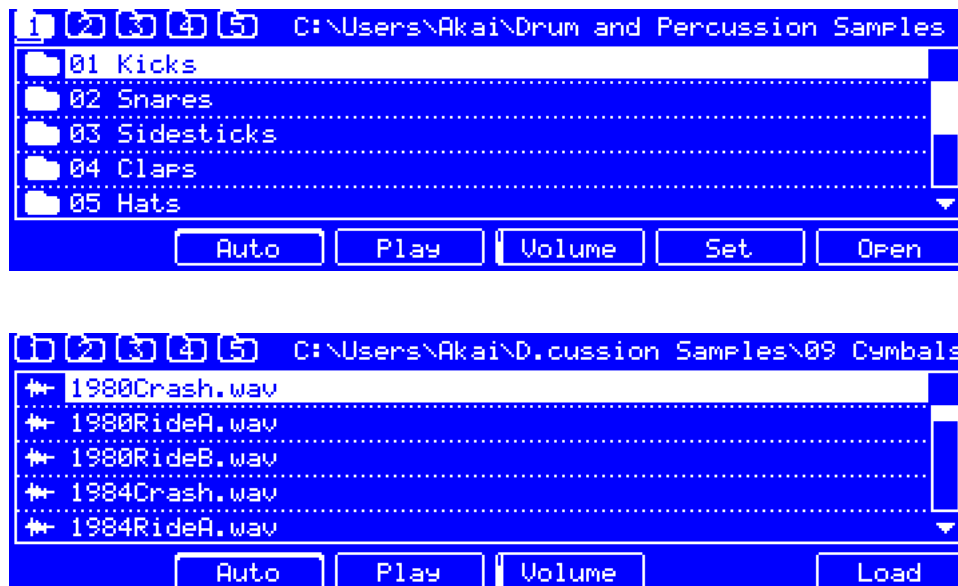 1 2 3 4 5 C:\Users\Akai\Drum and Percussion Samples
01 Kicks
02 Snares
03 Sidesticks
04 Claps
05 Hats
Auto Play Volume Set Open
1 2 3 4 5 C:\Users\Akai\D.cussion Samples\09 Cymbals
1980Crash.wav
1980RideA.wav
1980RideB.wav
1984Crash.wav
1984RideA.wav
Auto Play Volume Load